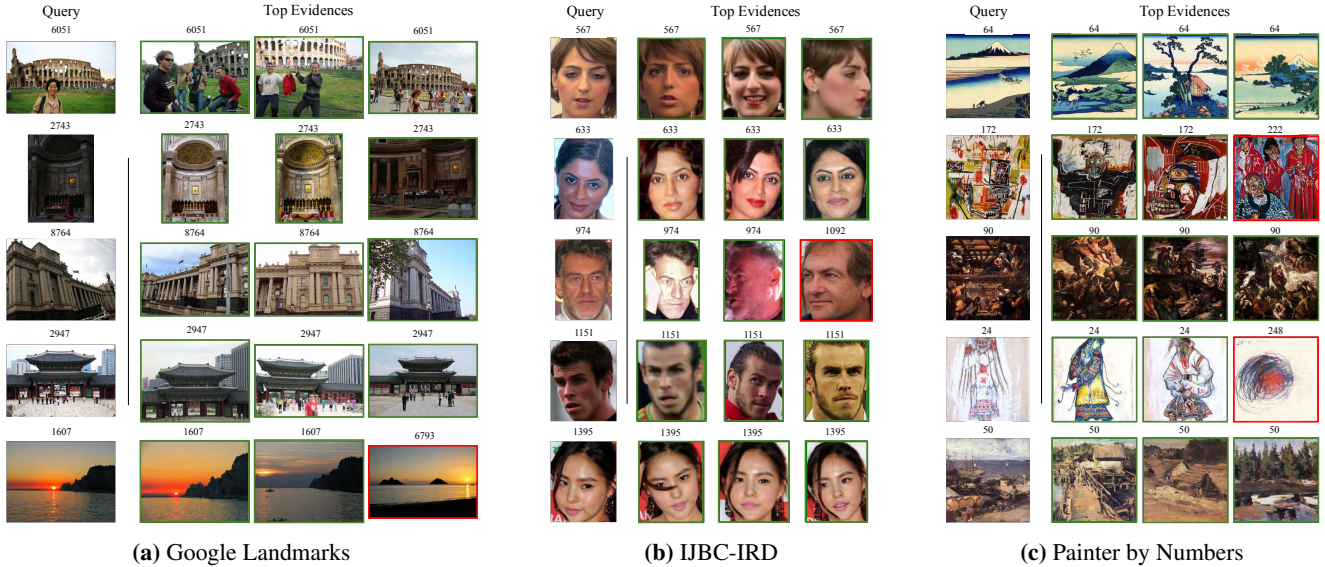 Query Top Evidences
6051 6051 6051 6051
2743 2743 2743 2743
8764 8764 8764 8764
2947 2947 2947 2947
1607 1607 1607 6793
(a) Google Landmarks
Query Top Evidences
567 567 567 567
633 633 633 633
974 974 974 1092
1151 1151 1151 1151
1395 1395 1395 1395
(b) IJBC-IRD
Query Top Evidences
64 64 64 64
172 172 172 222
90 90 90 90
24 24 24 248
50 50 50 50
(c) Painter by Numbers